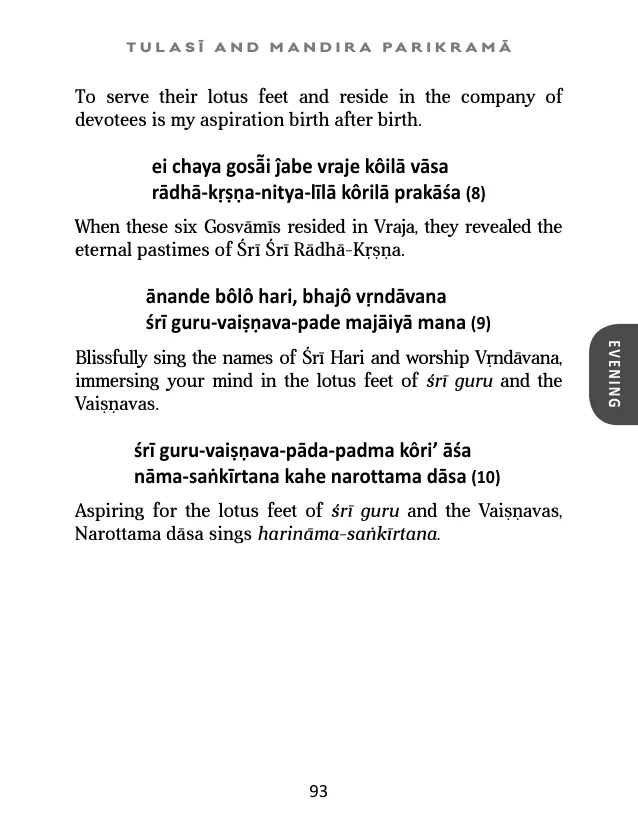 TULASĪ AND MANDIRA PARIKRAMĀ
To serve their lotus feet and reside in the company of
devotees is my aspiration birth after birth.
ei chaya gosā̃i ĵabe vraje kôilā vāsa
rādhā-kṛṣṇa-nitya-līlā kôrilā prakāśa (8)
When these six Gosvāmīs resided in Vraja, they revealed the
eternal pastimes of Śrī Śrī Rādhā-Kṛṣṇa.
ānande bôlô hari, bhajô vṛndāvana
śrī guru-vaiṣṇava-pade majāiyā mana (9)
Blissfully sing the names of Śrī Hari and worship Vṛndāvana,
immersing your mind in the lotus feet of śrī guru and the
Vaiṣṇavas.
śrī guru-vaiṣṇava-pāda-padma kôri’ āśa
nāma-saṅkīrtana kahe narottama dāsa (10)
Aspiring for the lotus feet of śrī guru and the Vaiṣṇavas,
Narottama dāsa sings harināma-saṅkīrtana.
EVENING
93